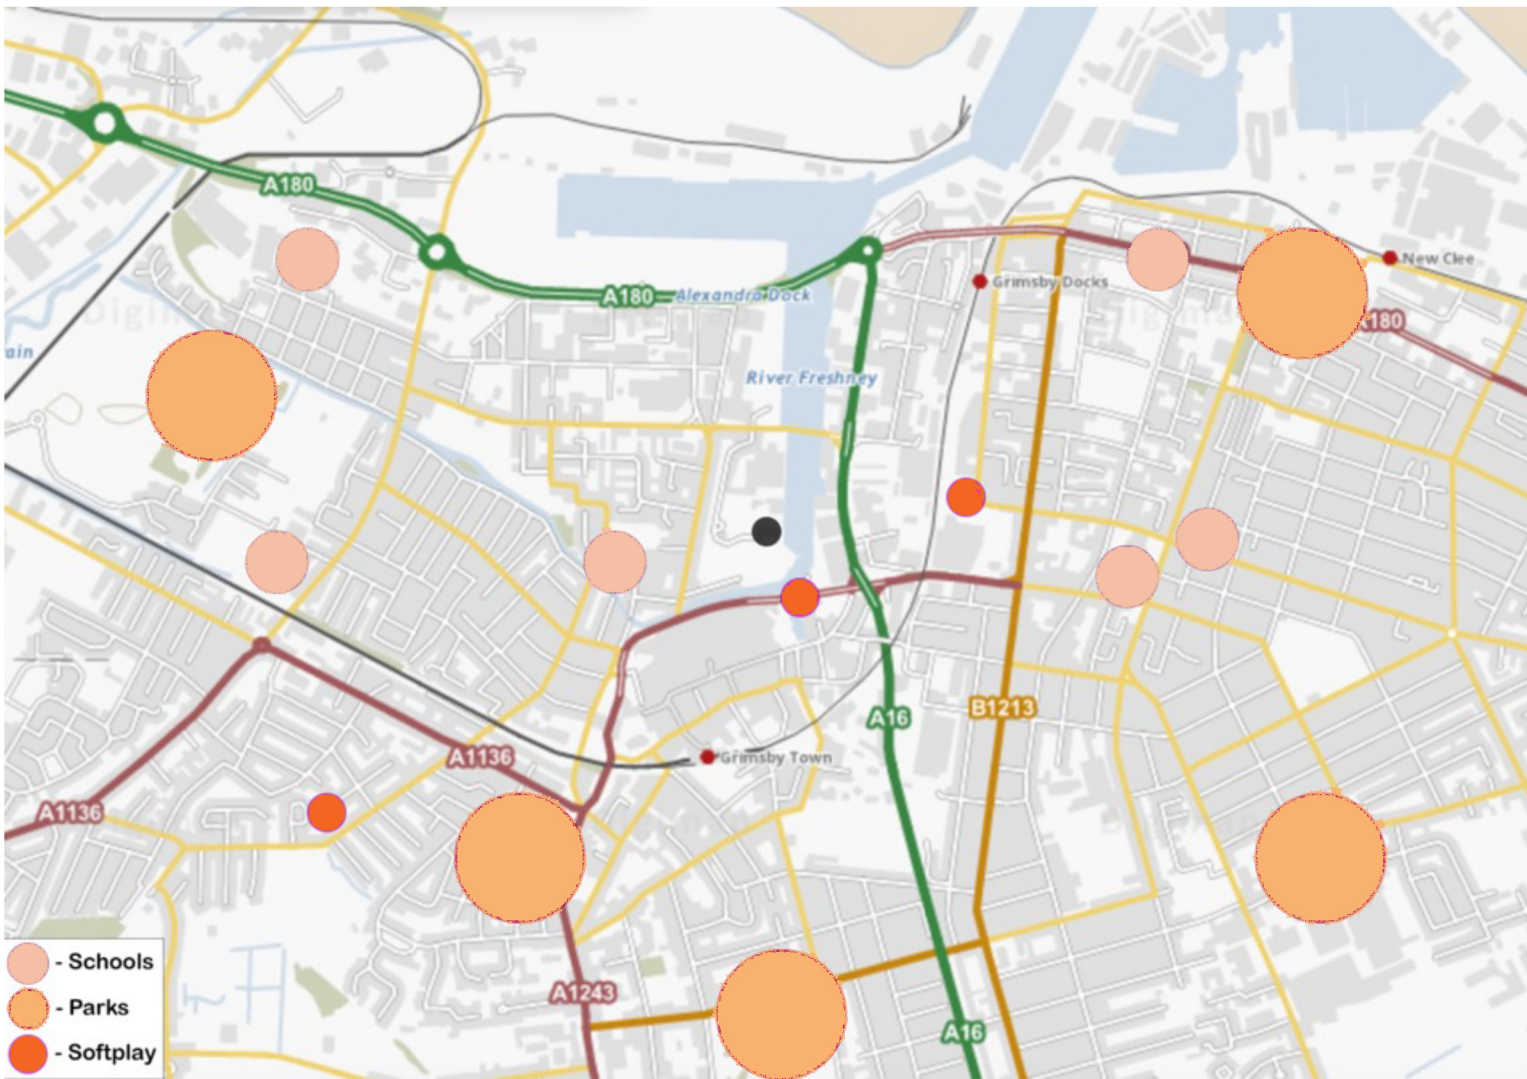 A180
A180
Alexandra Dock
Grimsby Docks
New Clee
A180
ain
River Freshney
A16
B1213
Grimsby Town
A1136
A1136
A1243
A16
- Schools
- Parks
- Softplay